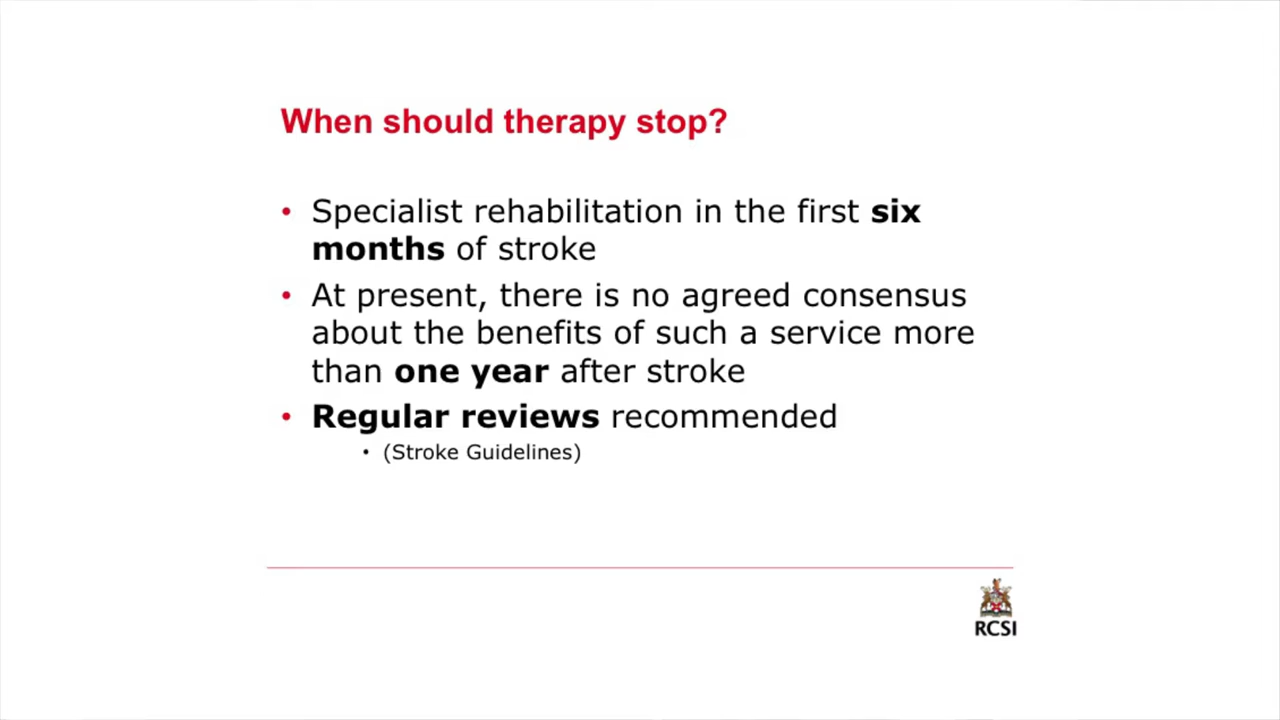 When should therapy stop?
• Specialist rehabilitation in the first six
months of stroke
• At present, there is no agreed consensus
about the benefits of such a service more
than one year after stroke
• Regular reviews recommended
• (Stroke Guidelines)
RCSI